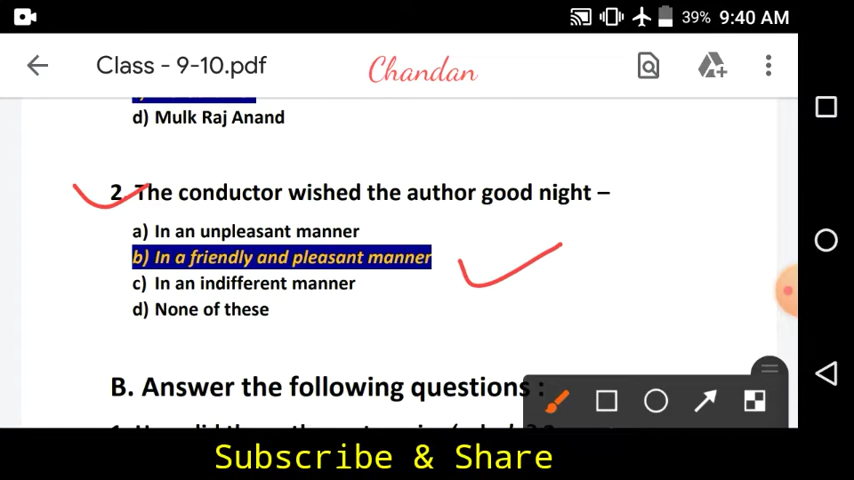 39% 9:40 AM
Class - 9-10.pdf
Chandan
d) Mulk Raj Anand
2. The conductor wished the author good night –
a) In an unpleasant manner
b) In a friendly and pleasant manner
c) In an indifferent manner
d) None of these
B. Answer the following questions :
Subscribe & Share